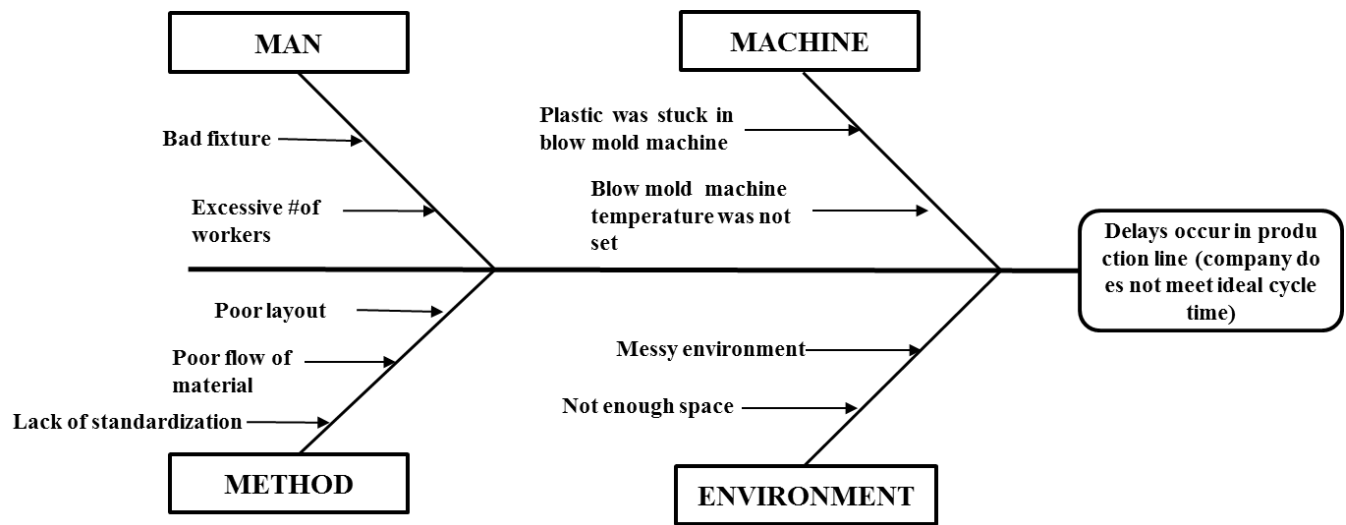 MAN
MACHINE
Bad fixture
Excessive #of
workers
Plastic was stuck in
blow mold machine
Blow mold machine
temperature was not
set
Delays occur in produ
ction line (company do
es not meet ideal cycle
time)
Poor layout
Poor flow of
material
Lack of standardization
Messy environment
Not enough space
METHOD
ENVIRONMENT